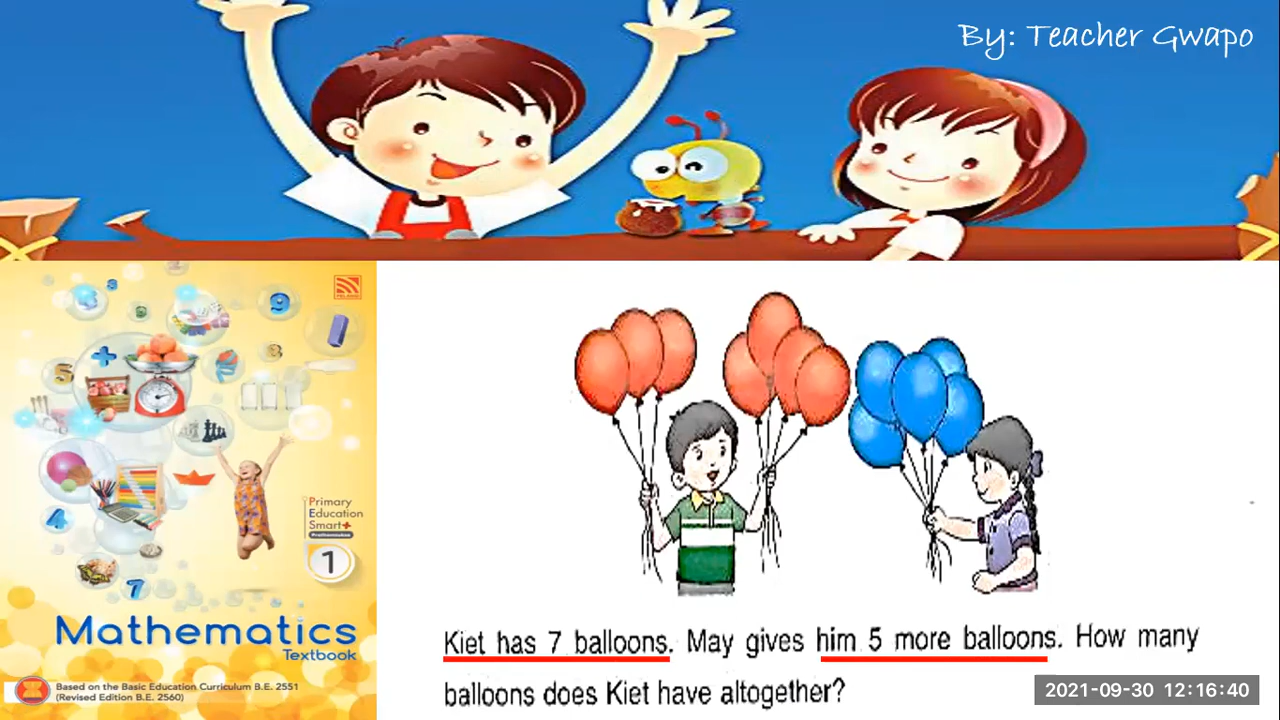 By: Teacher Gwapo
PELANGI
Primary
Education
Smart+
Mathematics
1
Mathematics
Textbook
Based on the Basic Education Curriculum B.E. 2551
(Revised Edition B.E. 2560)
Kiet has 7 balloons. May gives him 5 more balloons. How many
balloons does Kiet have altogether?
2021-09-30 12:16:40